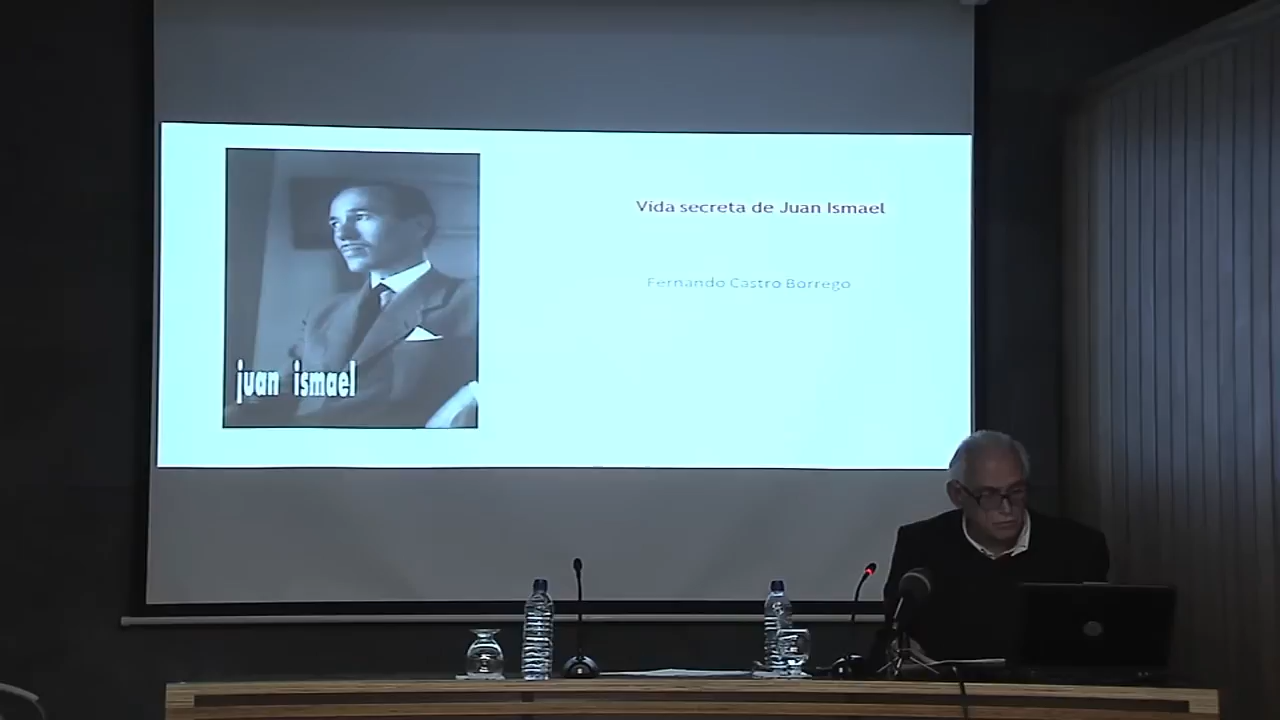 Vida secreta de Juan Ismael
Fernando Castro Borrego
juan ismael